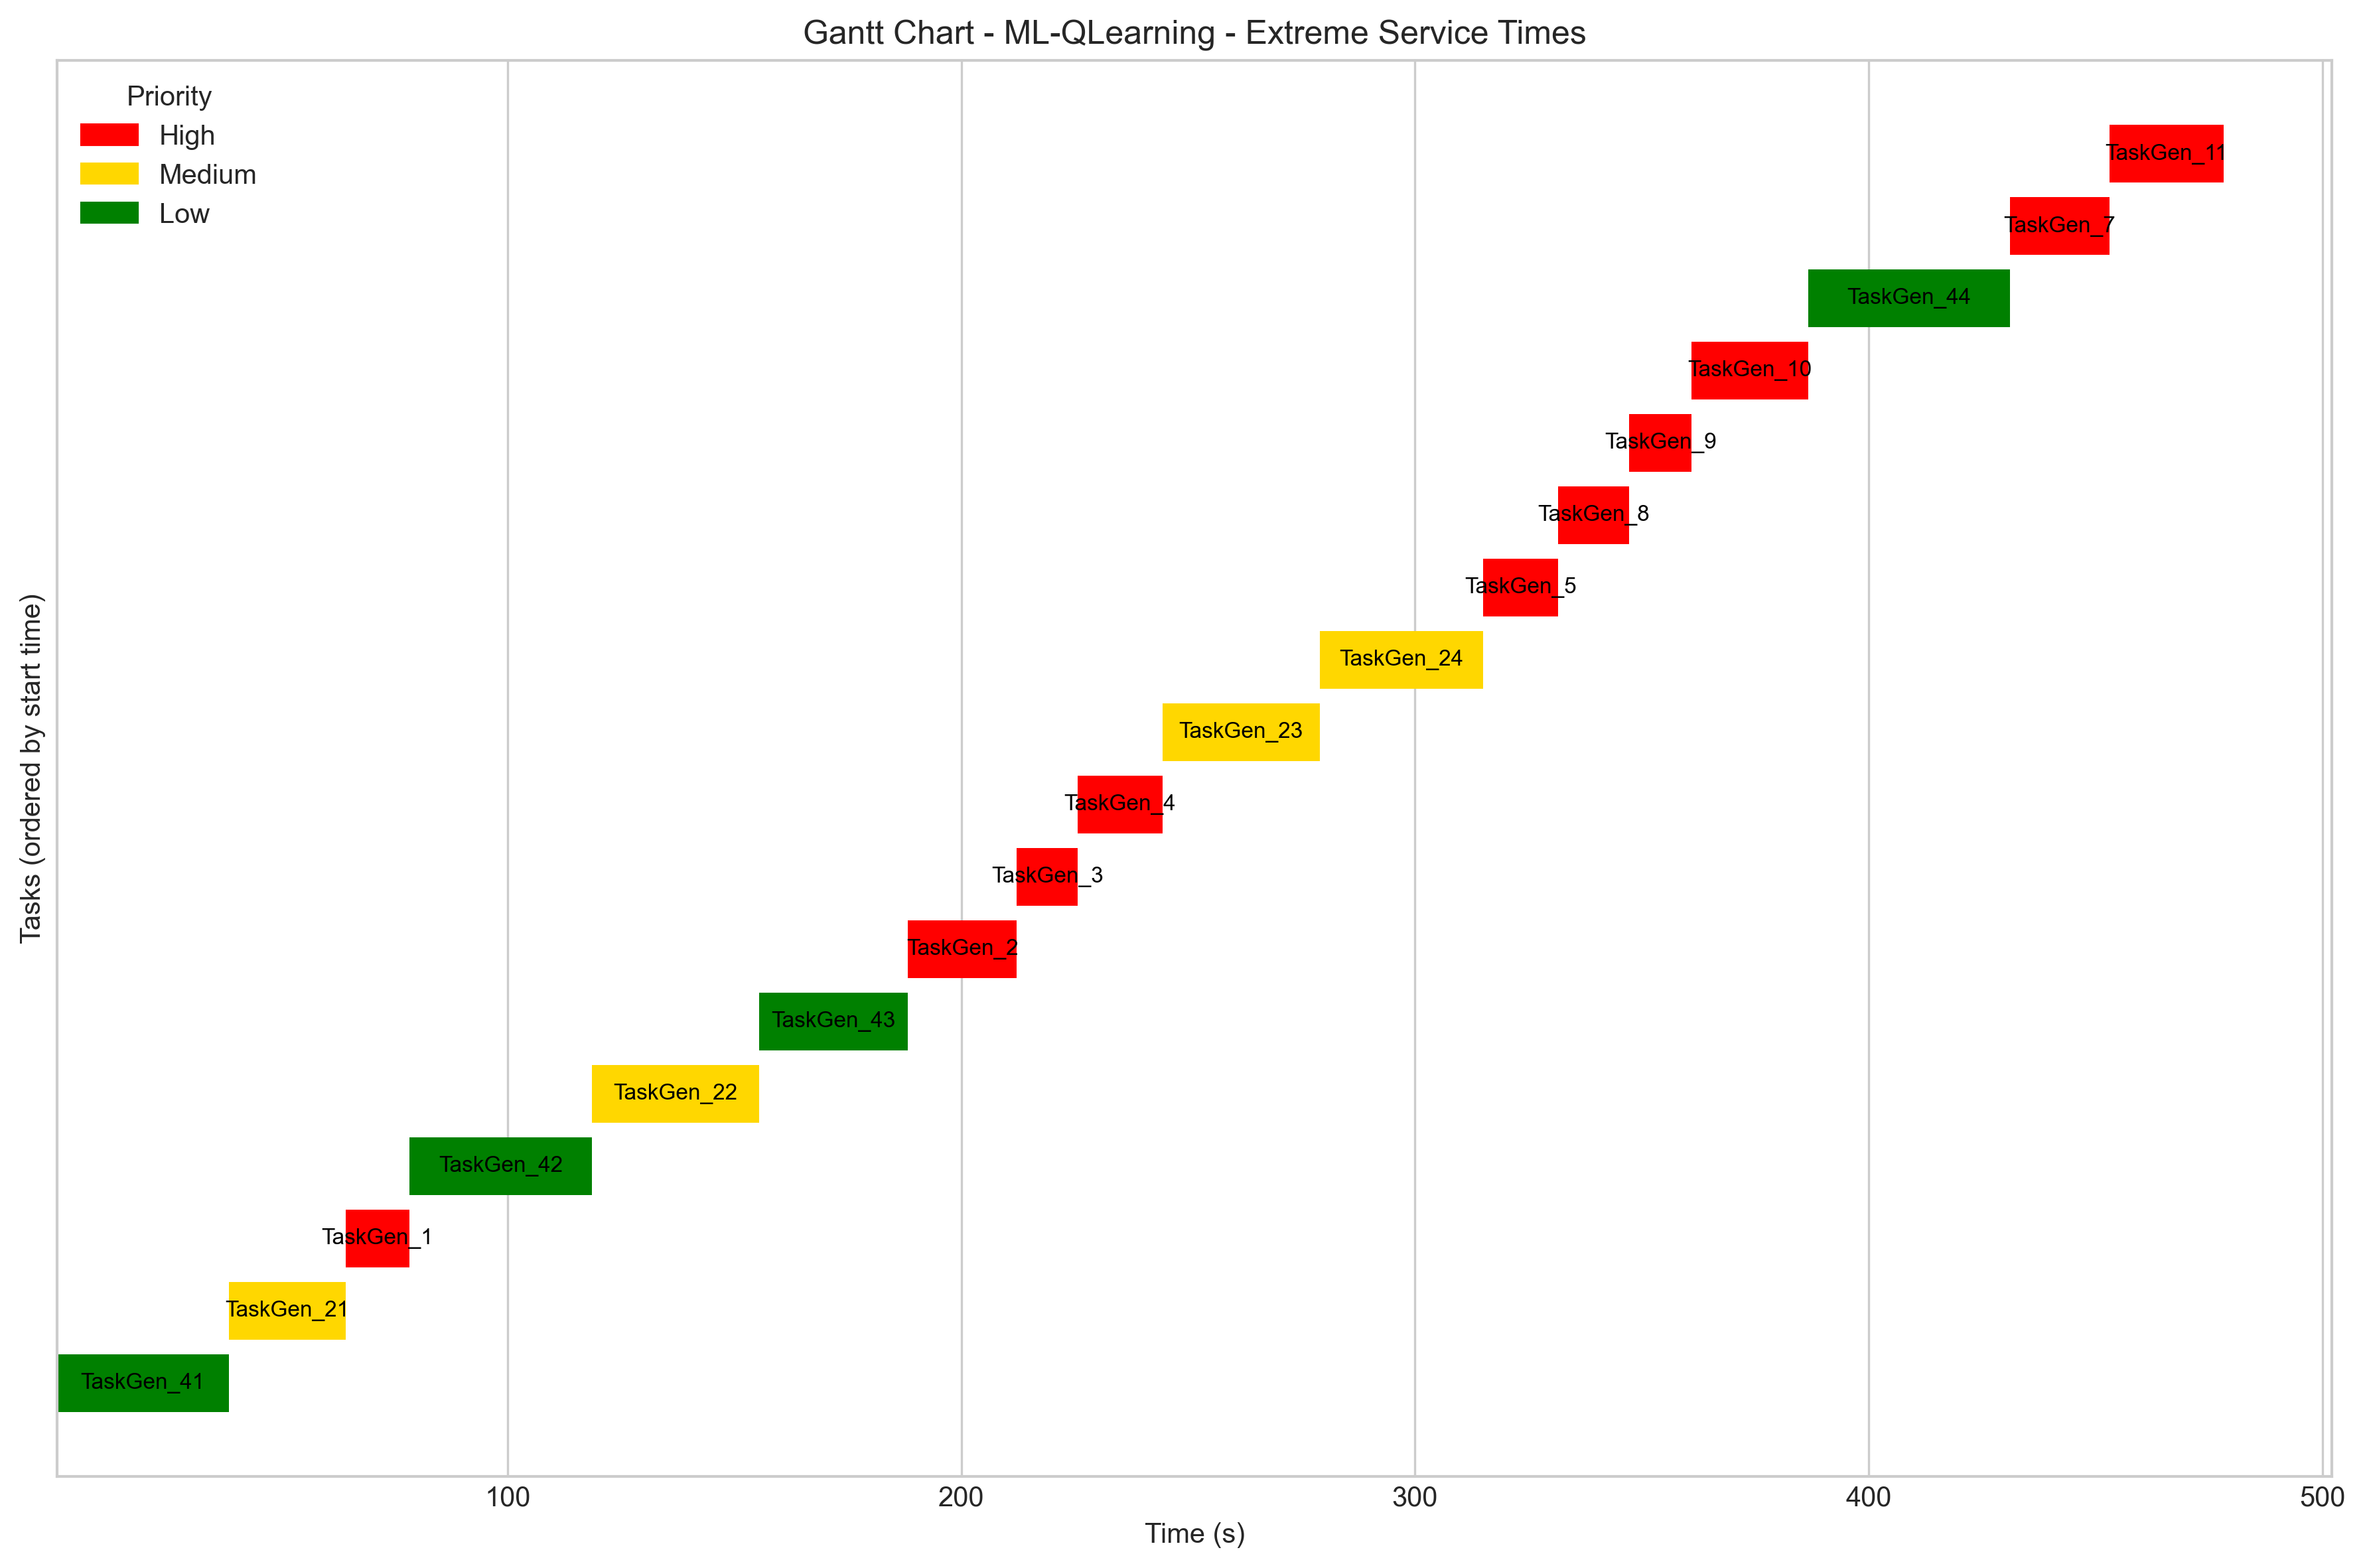 Gantt Chart - ML-QLearning - Extreme Service Times
Priority
High
Medium
Low
TaskGen_11
TaskGen_7
TaskGen_44
TaskGen_10
TaskGen_9
TaskGen_8
TaskGen_5
TaskGen_24
TaskGen_23
TaskGen_4
TaskGen_3
TaskGen_2
TaskGen_43
TaskGen_22
TaskGen_42
TaskGen_1
TaskGen_21
TaskGen_41
Tasks (ordered by start time)
100 200 300 400 500
Time (s)